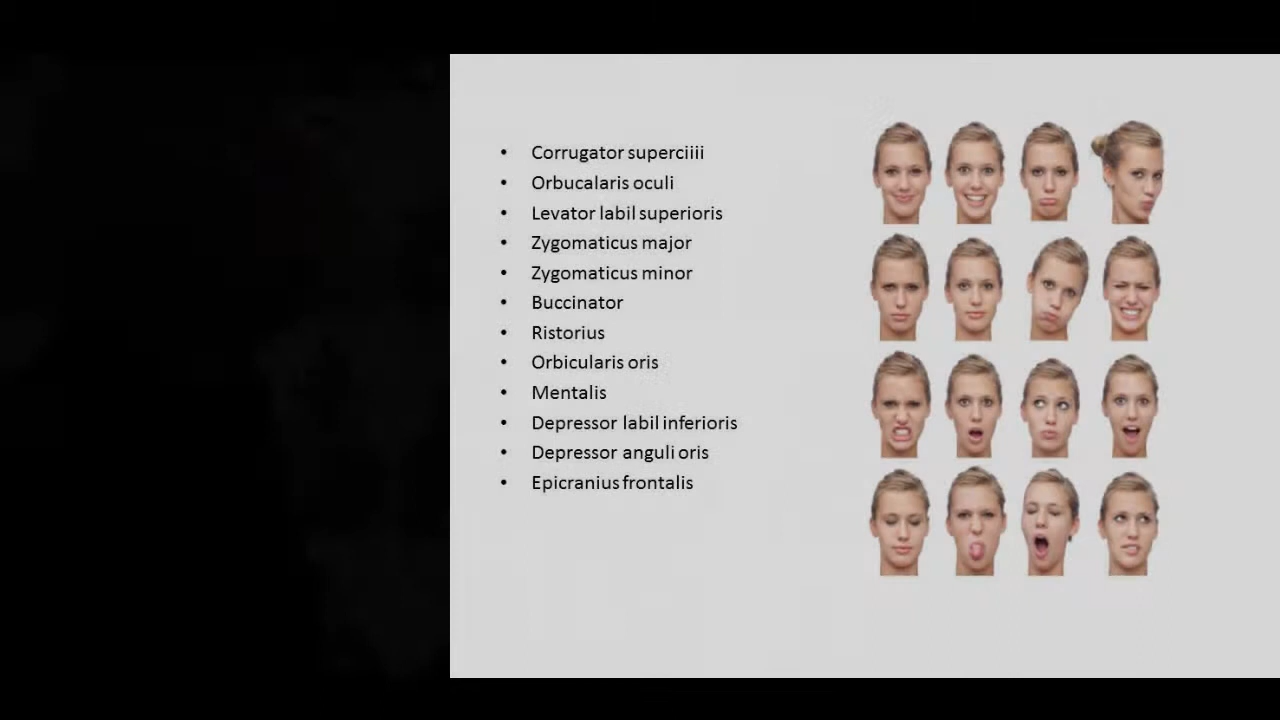 • Corrugator superciiii
• Orbucalaris oculi
• Levator labil superioris
• Zygomaticus major
• Zygomaticus minor
• Buccinator
• Ristorius
• Orbicularis oris
• Mentalis
• Depressor labil inferioris
• Depressor anguli oris
• Epicranius frontalis